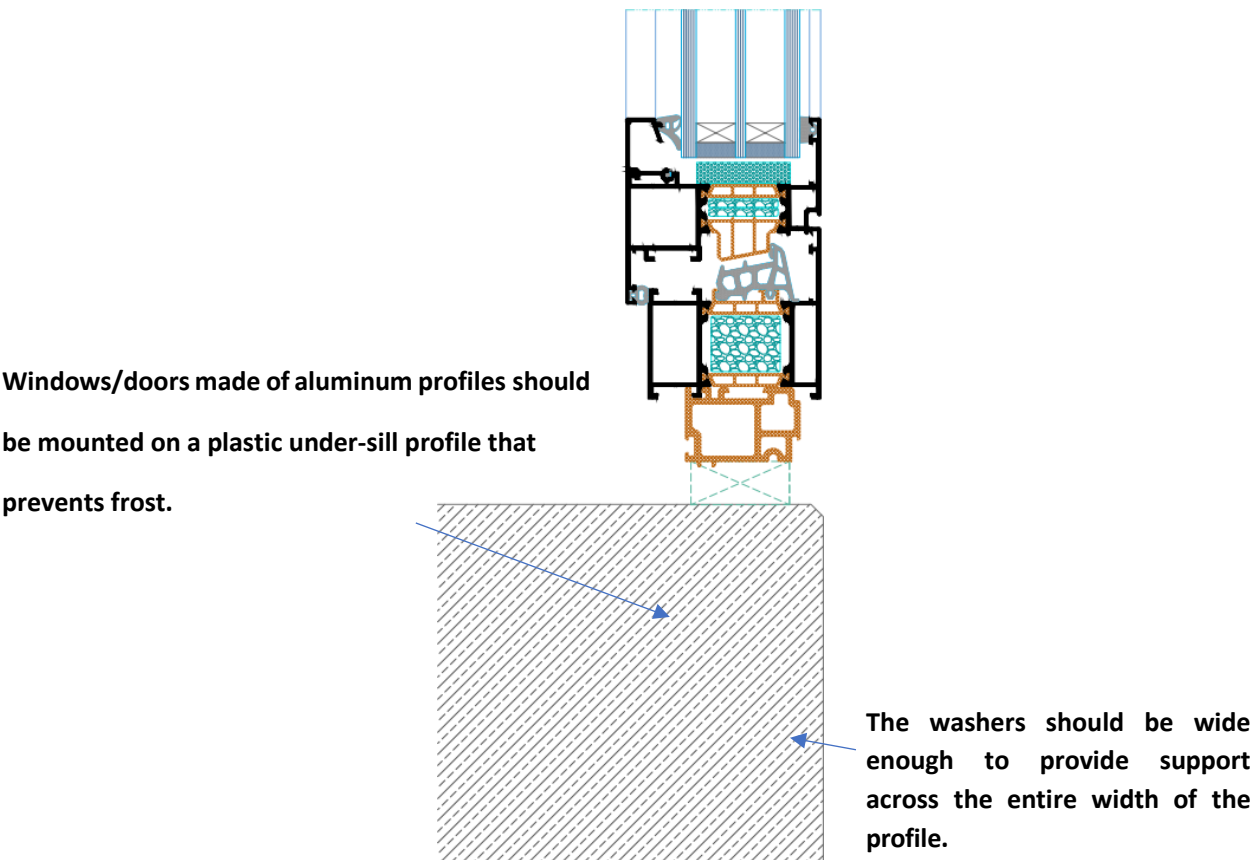 Windows/doors made of aluminum profiles should
be mounted on a plastic under-sill profile that
prevents frost.
The washers should be wide
enough to provide support
across the entire width of the
profile.